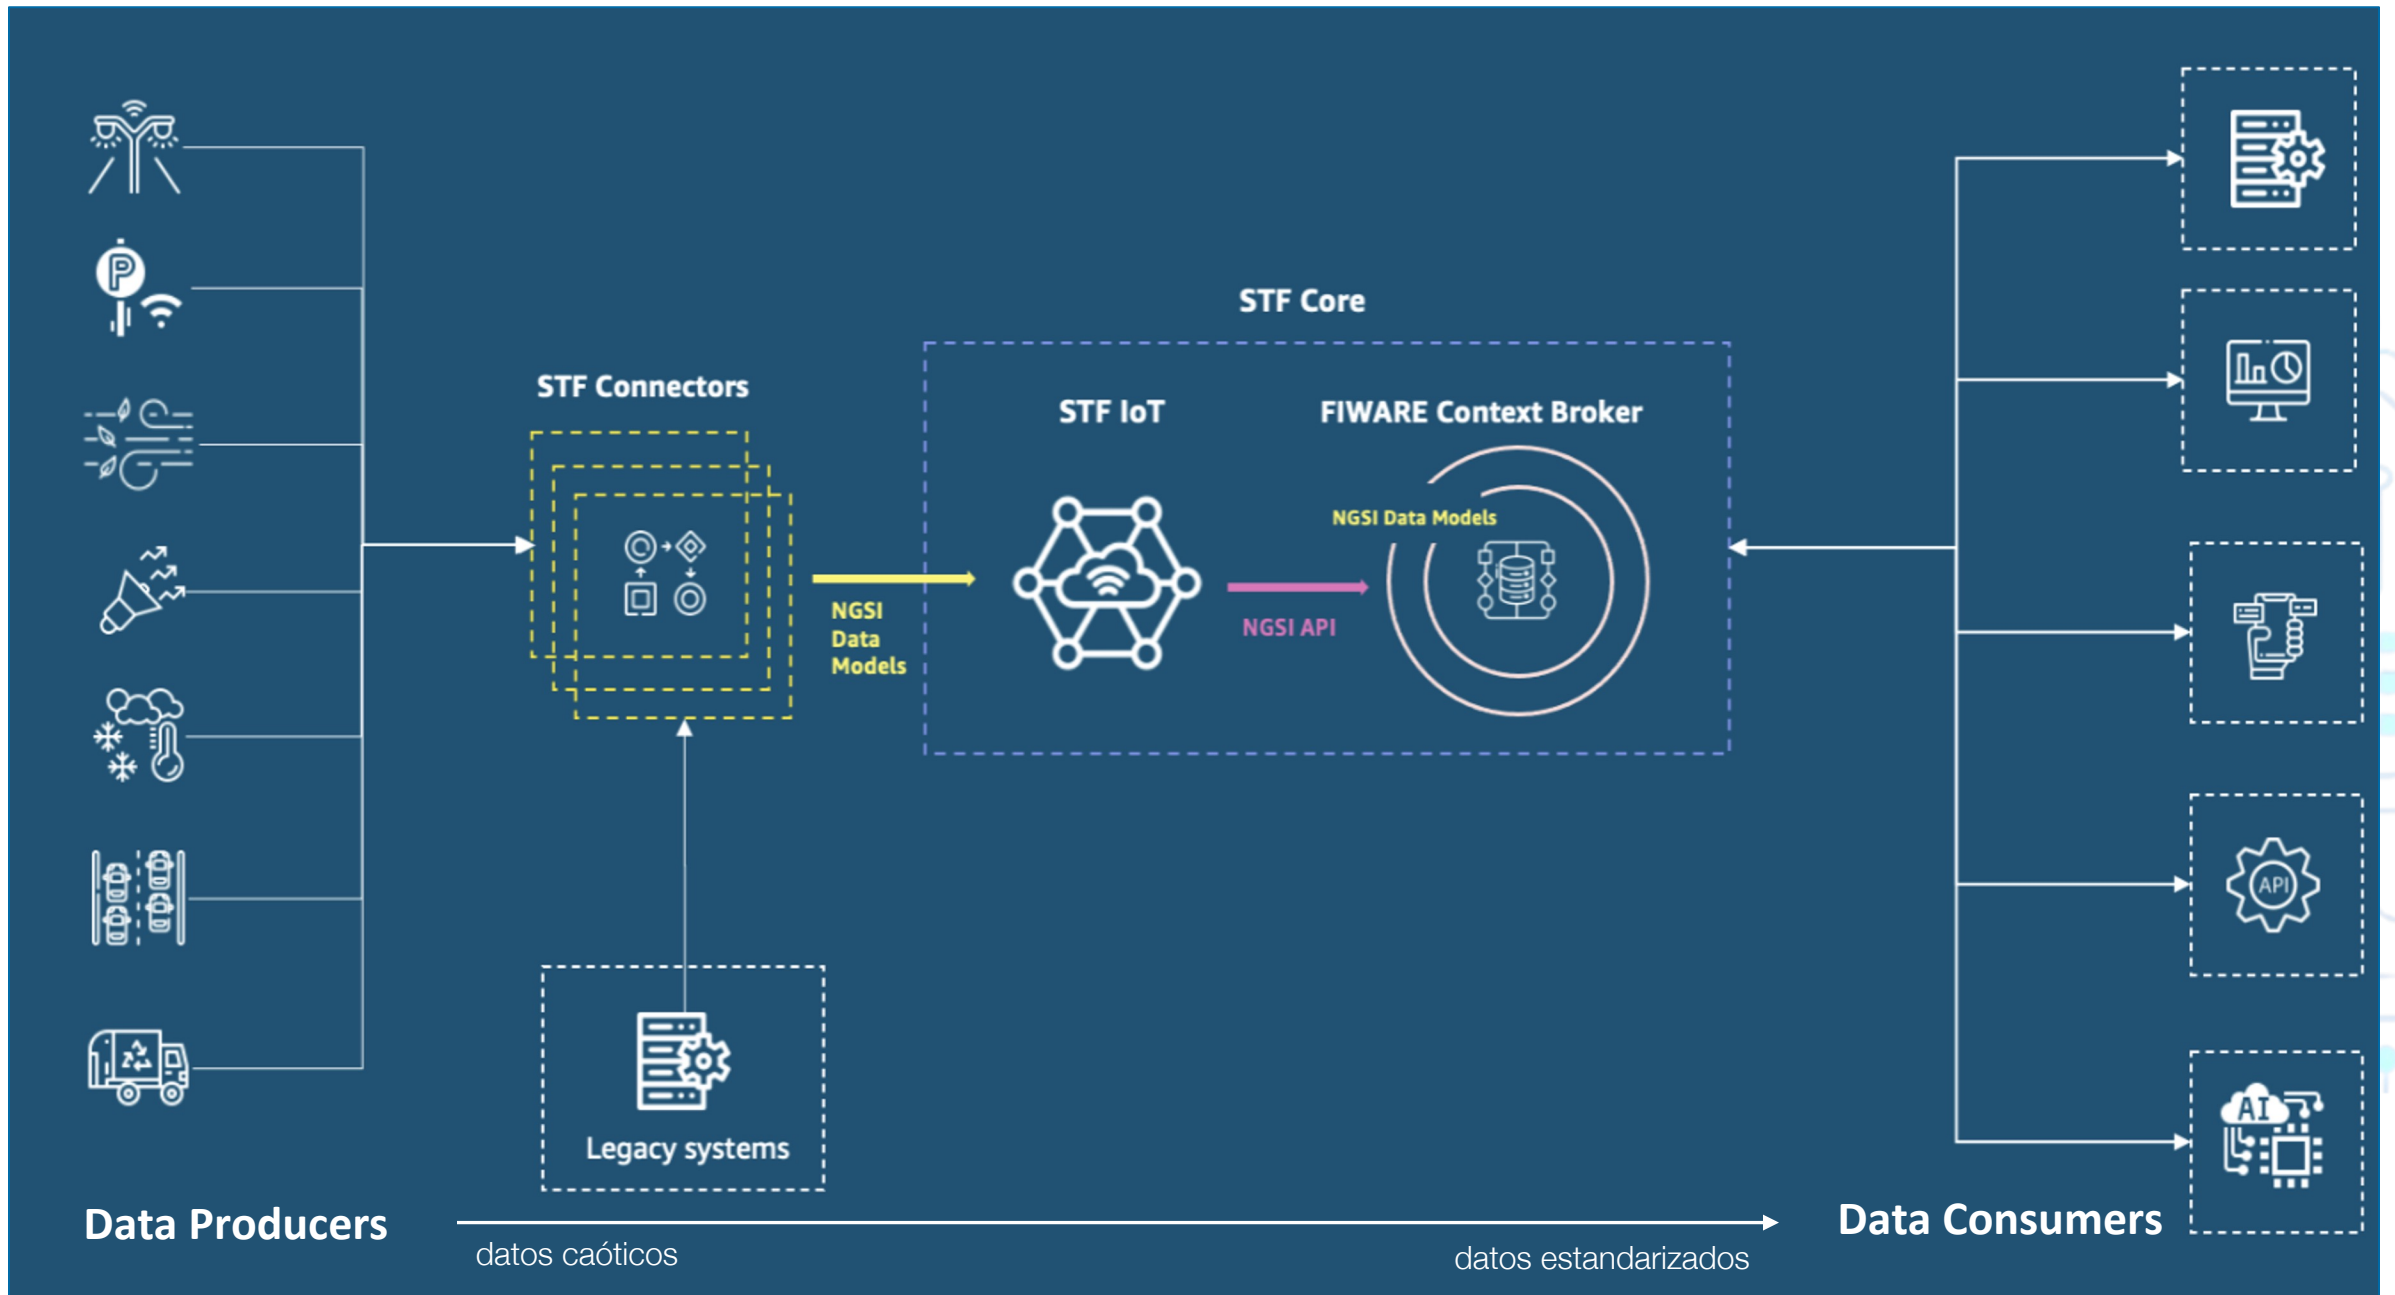 P
STF Core
STF Connectors
STF IoT
FIWARE Context Broker
NGSI Data Models
NGSI
Data
Models
NGSI API
API
AI
Legacy systems
Data Producers
Data Consumers
datos caóticos
datos estandarizados